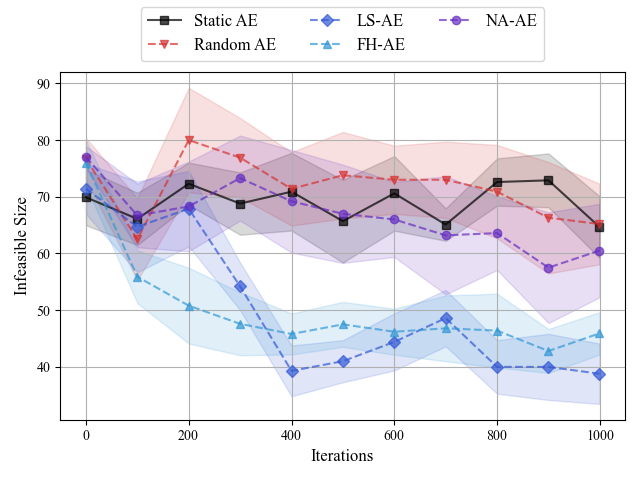 Static AE
Random AE
LS-AE
FH-AE
NA-AE
90
80
70
60
50
40
Infeasible Size
0 200 400 600 800 1000
Iterations